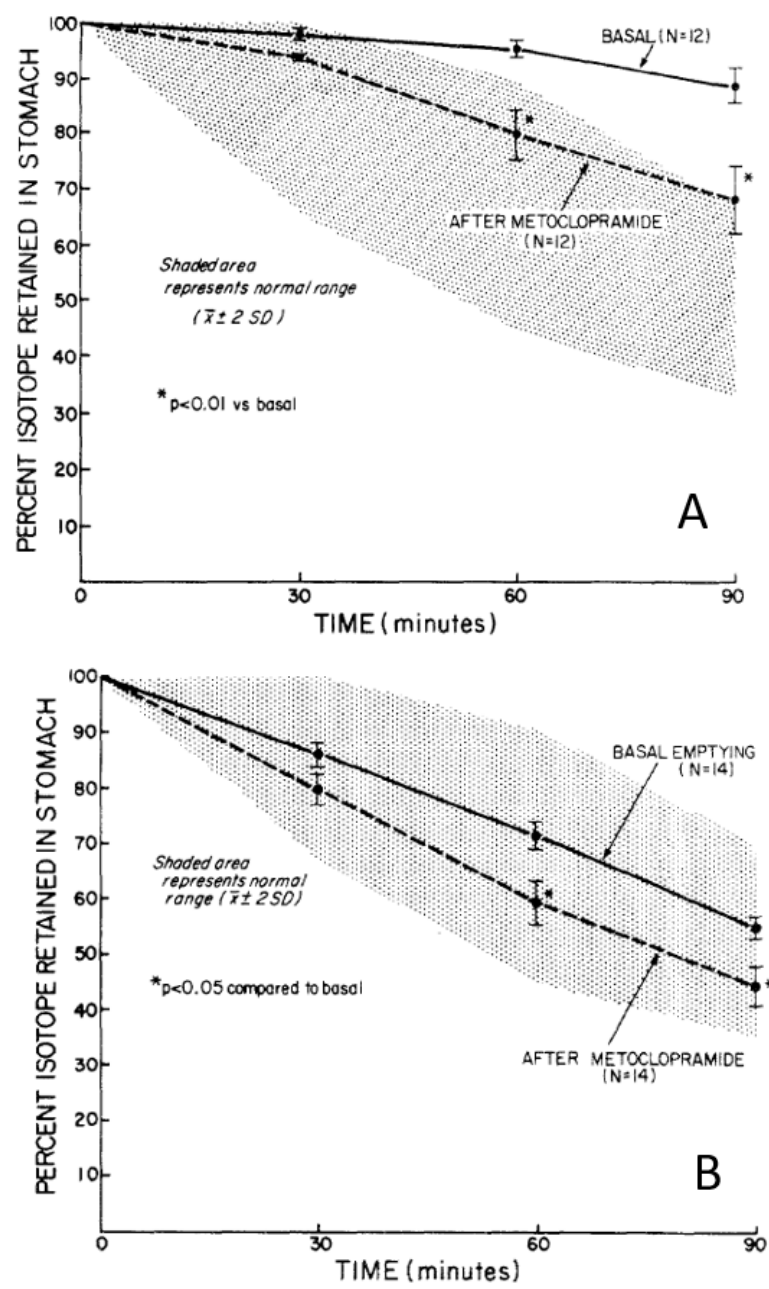 100
BASAL (N=12)
90
80
*
70
*
AFTER METOCLOPRAMIDE
(N=12)
60
Shaded area
represents normal range
(x̄ ± 2 SD)
50
40
* p<0.01 vs basal
30
20
10
A
PERCENT ISOTOPE RETAINED IN STOMACH
0 30 60 90
TIME (minutes)
100
90
BASAL EMPTYING
(N=14)
80
70
Shaded area
represents normal
range (x̄ ± 2SD)
60
*
50
*p<0.05 compared to basal
*
40
AFTER METOCLOPRAMIDE
(N=14)
30
20
10
B
PERCENT ISOTOPE RETAINED IN STOMACH
0 30 60 90
TIME (minutes)